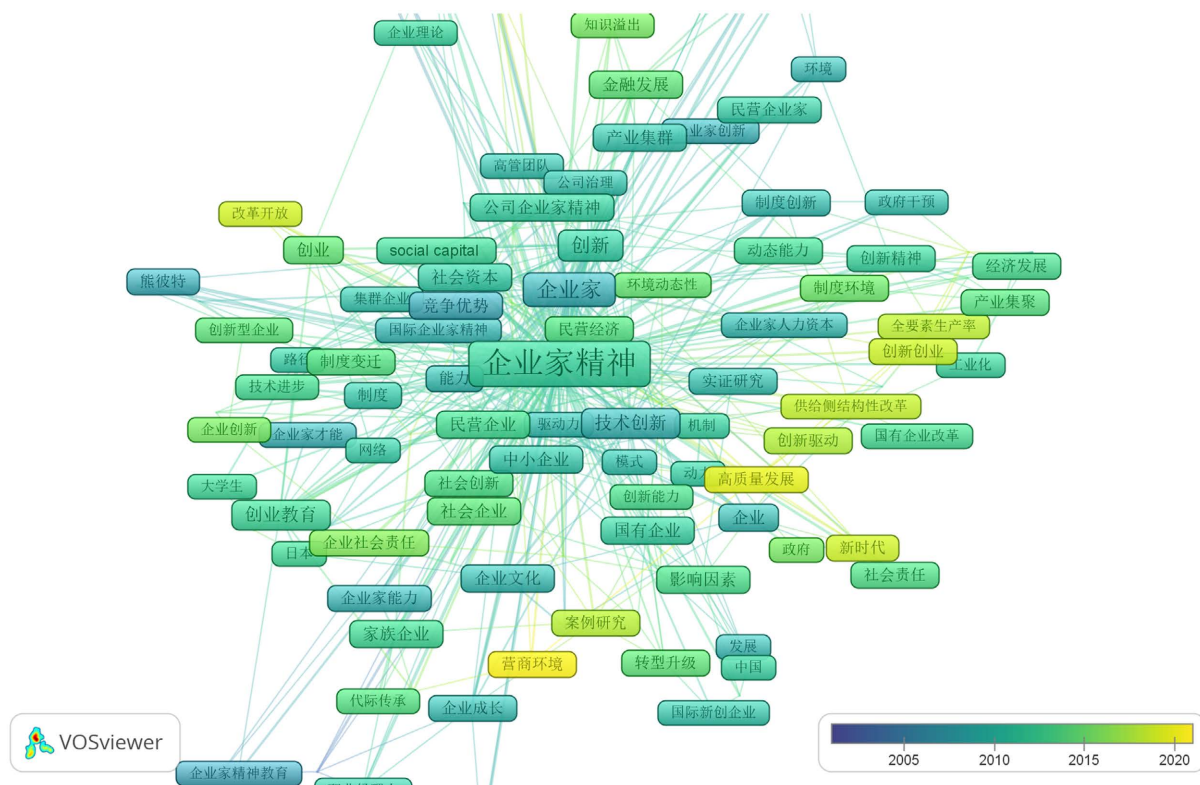 企业理论
知识溢出
环境
金融发展
民营企业家
业家创新
产业集群
高管团队
公司治理
制度创新
政府干预
公司企业家精神
改革开放
创业
social capital
创新
动态能力
创新精神
经济发展
熊彼特
社会资本
企业家
环境动态性
制度环境
集群企业
竞争优势
产业集聚
创新型企业
国际企业家精神
民营经济
企业家人力资本
全要素生产率
路径
制度变迁
企业家精神
创新创业
工业化
技术进步
制度
能力
实证研究
供给侧结构性改革
企业创新
企业家才能
民营企业
驱动力
技术创新
机制
创新驱动
国有企业改革
网络
中小企业
模式
动力
高质量发展
大学生
社会创新
创新能力
创业教育
社会企业
国有企业
企业
日本
企业社会责任
政府
新时代
企业文化
影响因素
社会责任
企业家能力
家族企业
案例研究
发展
营商环境
转型升级
中国
代际传承
企业成长
国际新创企业
VOSviewer
企业家精神教育
2005
2010
2015
2020